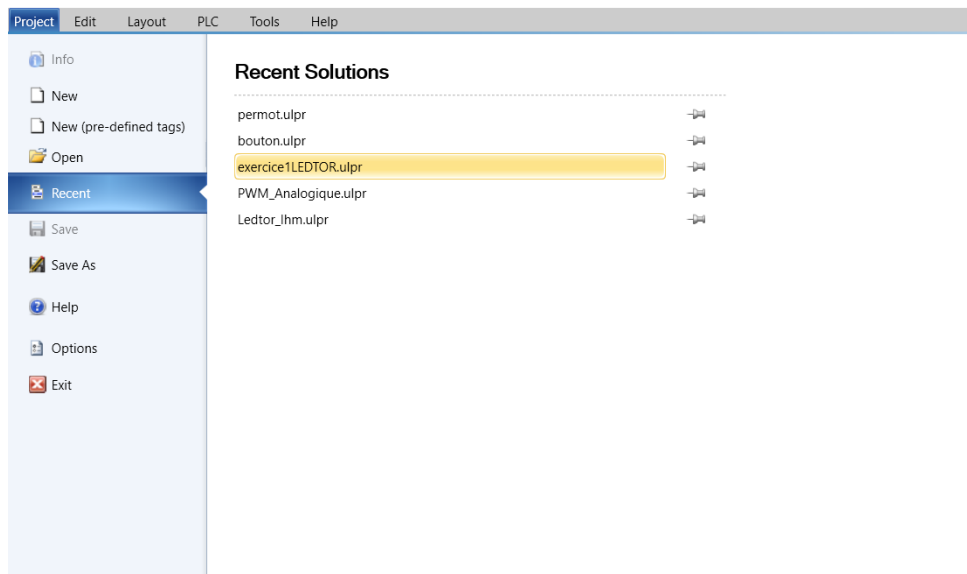 Project Edit Layout PLC Tools Help
Info
New
New (pre-defined tags)
Open
Recent
Save
Save As
Help
Options
Exit
Recent Solutions
permot.ulpr
bouton.ulpr
exercice1LEDTOR.ulpr
PWM_Analogique.ulpr
Ledtor_Ihm.ulpr